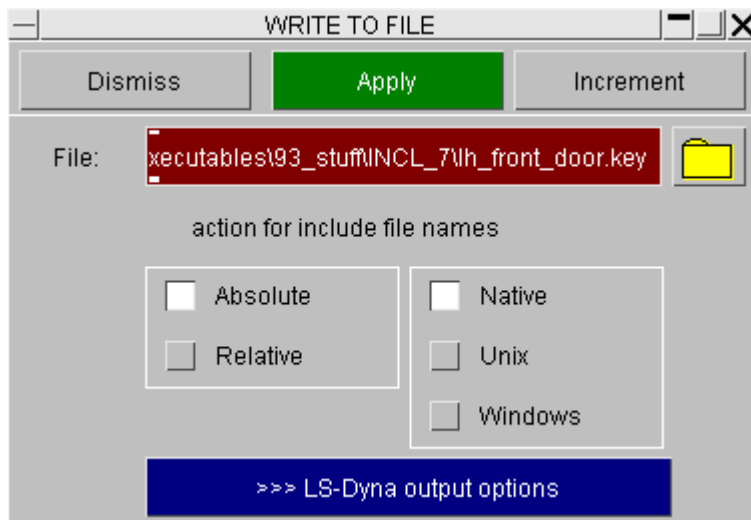 WRITE TO FILE
Dismiss Apply Increment
File: xecutables\93_stuff\INCL_7\lh_front_door.key
action for include file names
Absolute Native
Relative Unix
Windows
>>> LS-Dyna output options